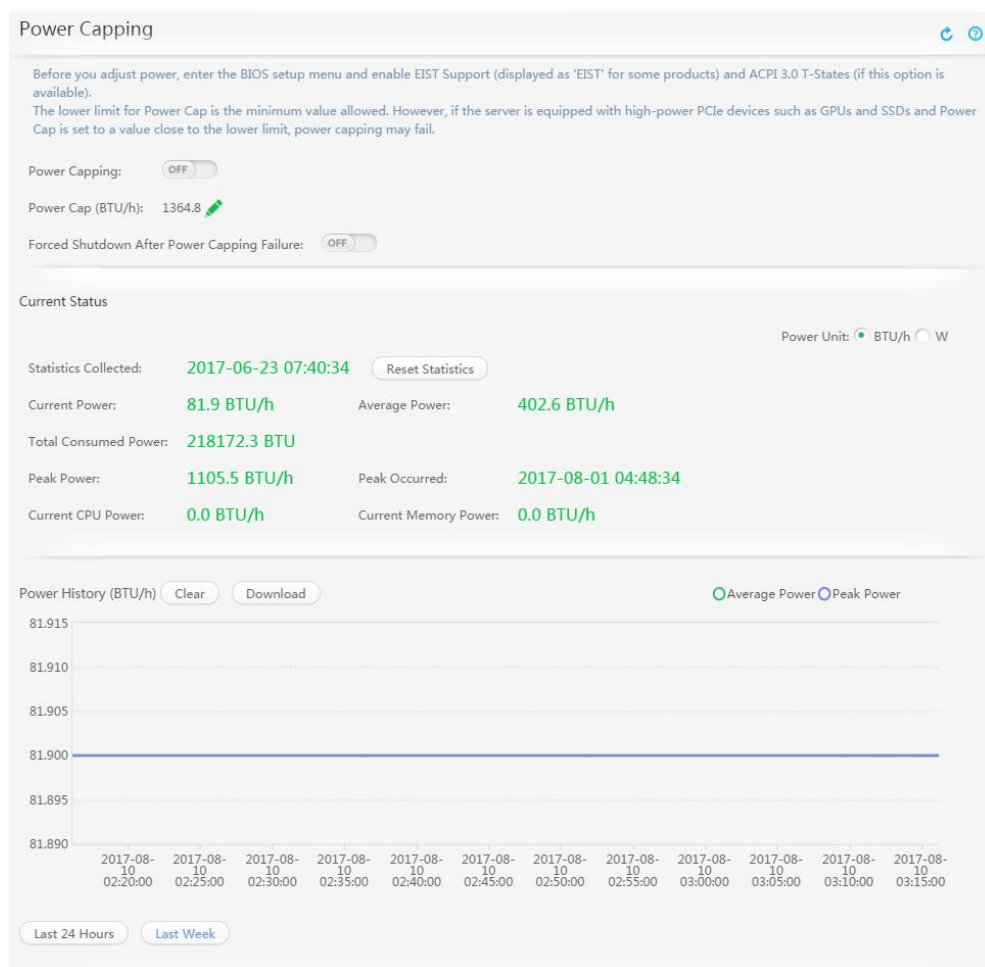 Power Capping
Before you adjust power, enter the BIOS setup menu and enable EIST Support (displayed as 'EIST' for some products) and ACPI 3.0 T-States (if this option is
available).
The lower limit for Power Cap is the minimum value allowed. However, if the server is equipped with high-power PCIe devices such as GPUs and SSDs and Power
Cap is set to a value close to the lower limit, power capping may fail.
Power Capping: OFF
Power Cap (BTU/h): 1364.8
Forced Shutdown After Power Capping Failure: OFF
Current Status
Power Unit: BTU/h W
Statistics Collected: 2017-06-23 07:40:34 Reset Statistics
Current Power: 81.9 BTU/h Average Power: 402.6 BTU/h
Total Consumed Power: 218172.3 BTU
Peak Power: 1105.5 BTU/h Peak Occurred: 2017-08-01 04:48:34
Current CPU Power: 0.0 BTU/h Current Memory Power: 0.0 BTU/h
Power History (BTU/h) Clear Download Average Power Peak Power
81.915
81.910
81.905
81.900
81.895
81.890
2017-08- 2017-08- 2017-08- 2017-08- 2017-08- 2017-08- 2017-08- 2017-08- 2017-08- 2017-08- 2017-08- 2017-08-
10 10 10 10 10 10 10 10 10 10 10 10
02:20:00 02:25:00 02:30:00 02:35:00 02:40:00 02:45:00 02:50:00 02:55:00 03:00:00 03:05:00 03:10:00 03:15:00
Last 24 Hours Last Week